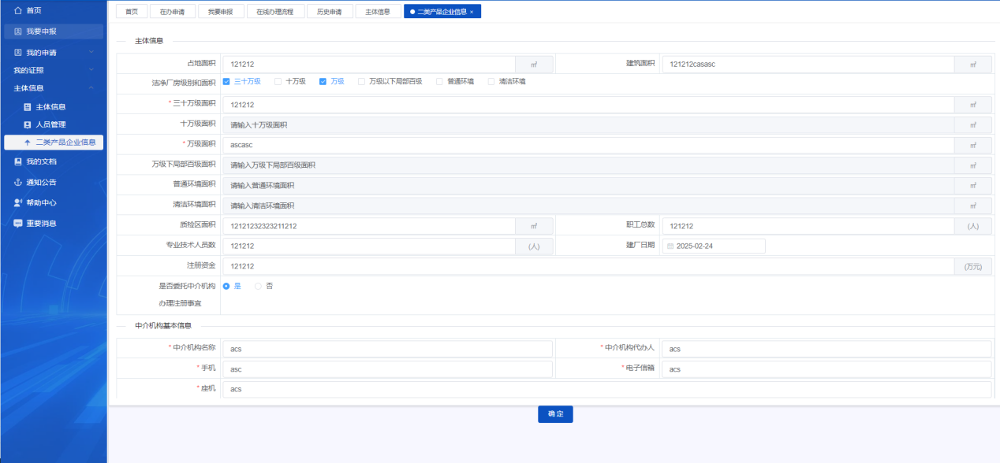 首页
我要申报
我的申请
我的证照
主体信息
主体信息
人员管理
二类产品企业信息
我的文档
通知公告
帮助中心
重要消息
首页 在办申请 我要申报 在线办理流程 历史申请 主体信息 二类产品企业信息 ×
主体信息
占地面积 121212 ㎡ 建筑面积 121212casasc ㎡
洁净厂房级别和面积 三十万级 十万级 万级 万级以下局部百级 普通环境 清洁环境
* 三十万级面积 121212 ㎡
十万级面积 请输入十万级面积 ㎡
* 万级面积 ascasc ㎡
万级下局部百级面积 请输入万级下局部百级面积 ㎡
普通环境面积 请输入普通环境面积 ㎡
清洁环境面积 请输入清洁环境面积 ㎡
质检区面积 12121232323211212 ㎡ 职工总数 121212 (人)
专业技术人员数 121212 (人) 建厂日期 2025-02-24
注册资金 121212 (万元)
是否委托中介机构 是 否
办理注册事宜
中介机构基本信息
* 中介机构名称 acs * 中介机构代办人 acs
* 手机 asc * 电子信箱 acs
* 座机 acs
确 定